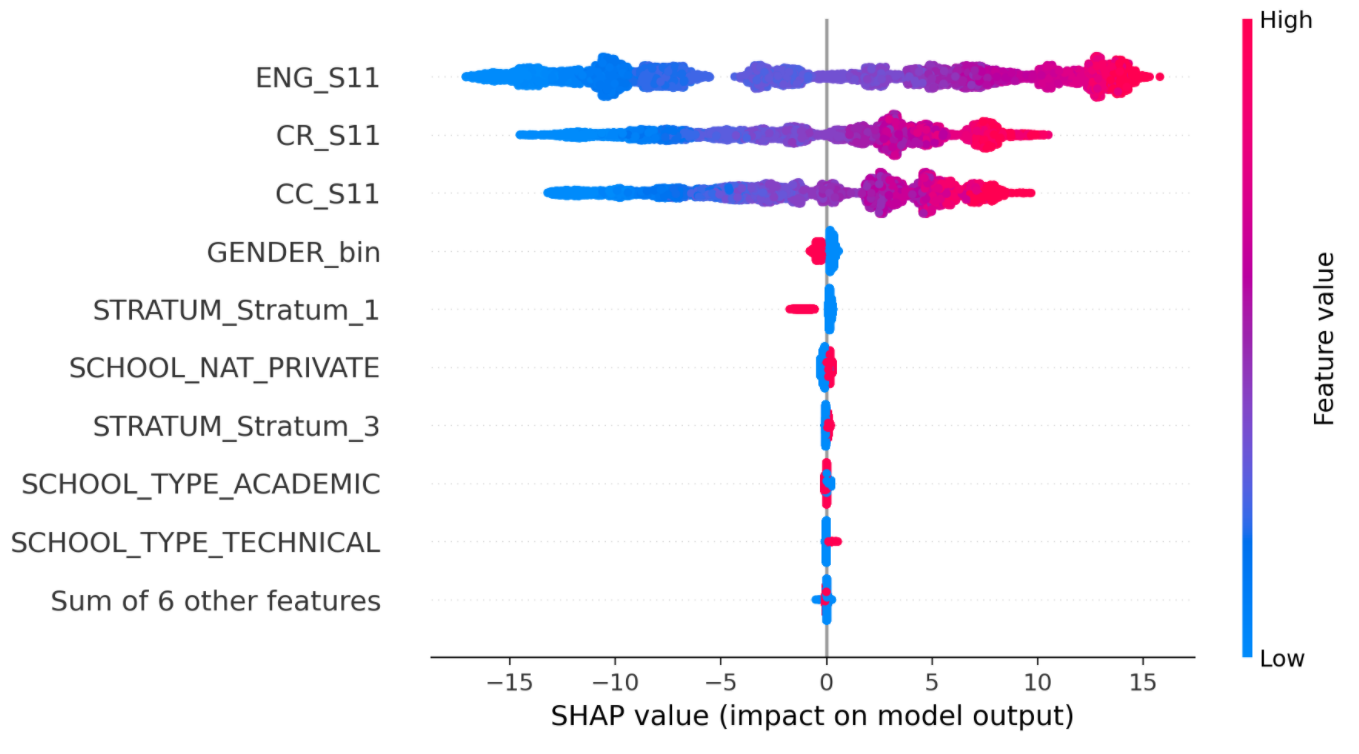 High
ENG_S11
CR_S11
CC_S11
GENDER_bin
STRATUM_Stratum_1
SCHOOL_NAT_PRIVATE
STRATUM_Stratum_3
SCHOOL_TYPE_ACADEMIC
SCHOOL_TYPE_TECHNICAL
Sum of 6 other features
Feature value
Low
−15 −10 −5 0 5 10 15
SHAP value (impact on model output)